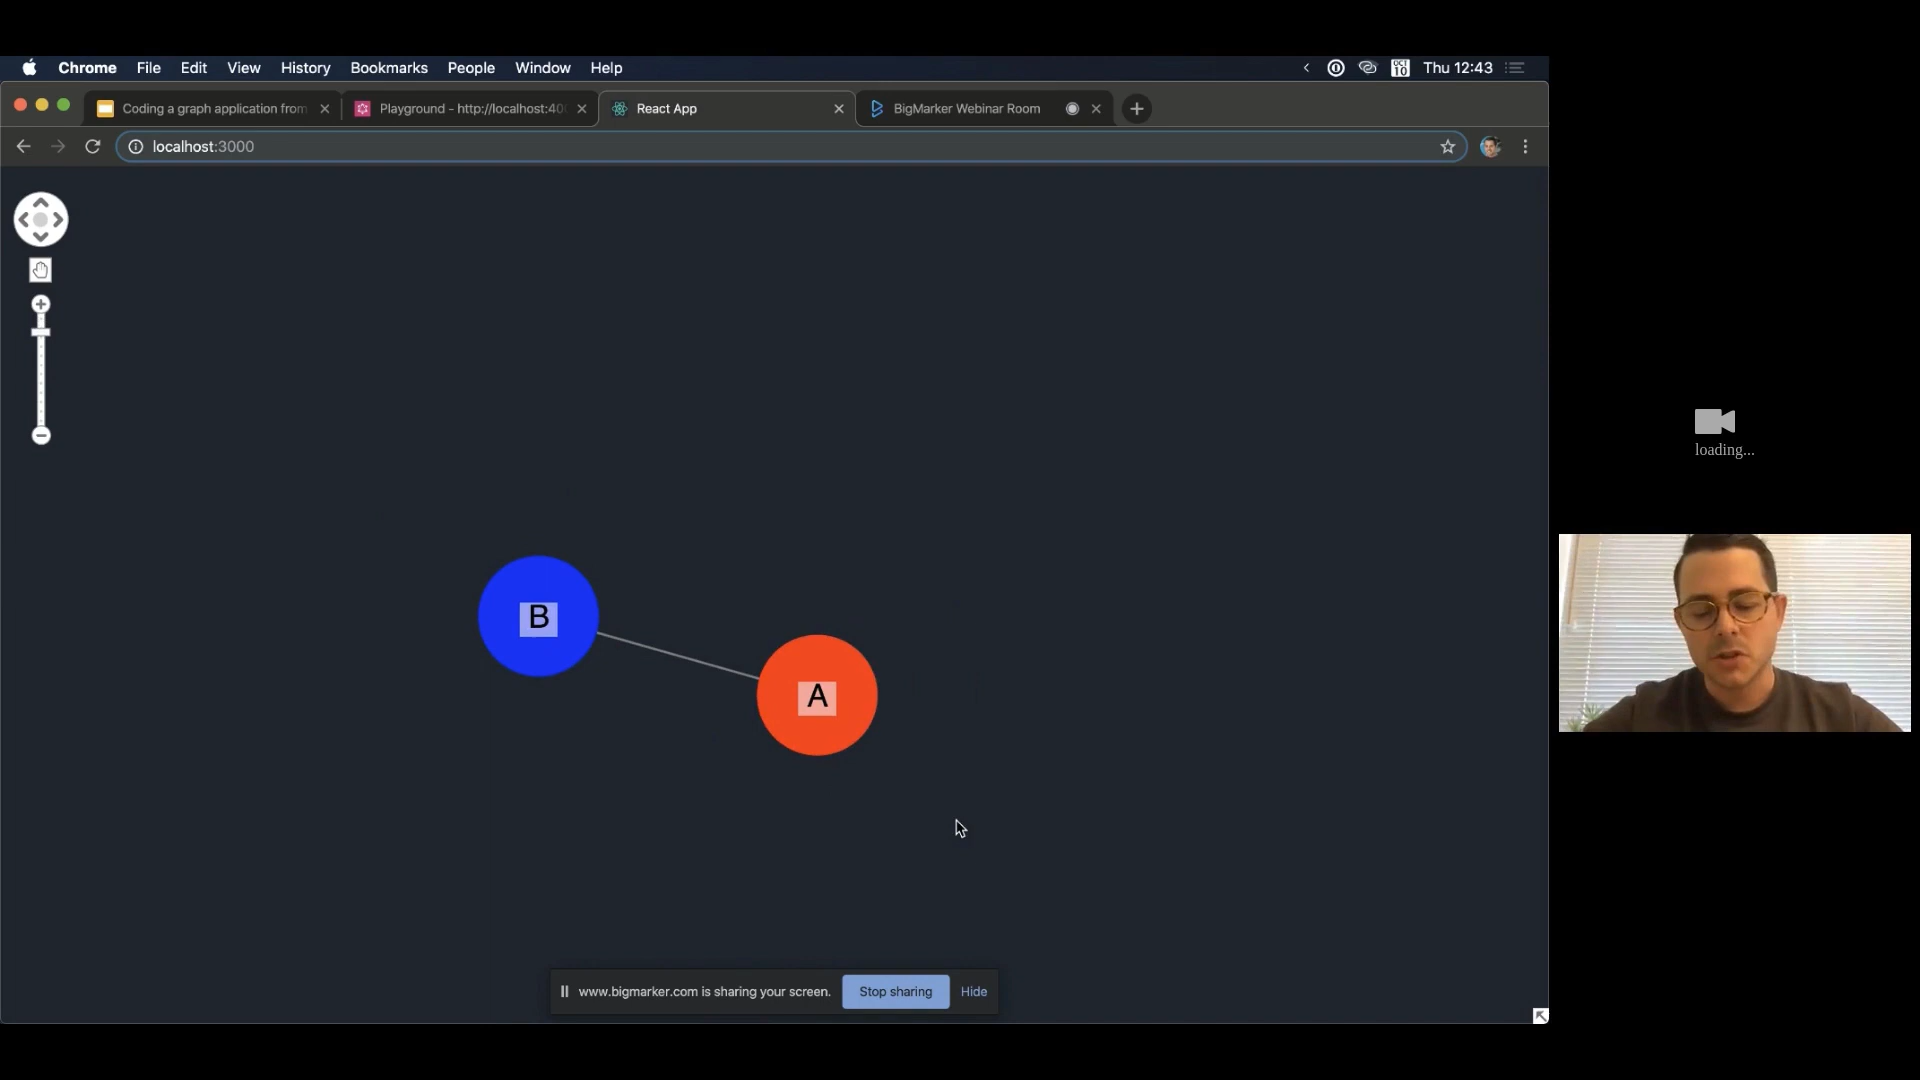 Chrome File Edit View History Bookmarks People Window Help
OCT 10 Thu 12:43
Coding a graph application from
Playground - http://localhost:40
React App
BigMarker Webinar Room
localhost:3000
loading...
B
A
www.bigmarker.com is sharing your screen. Stop sharing Hide